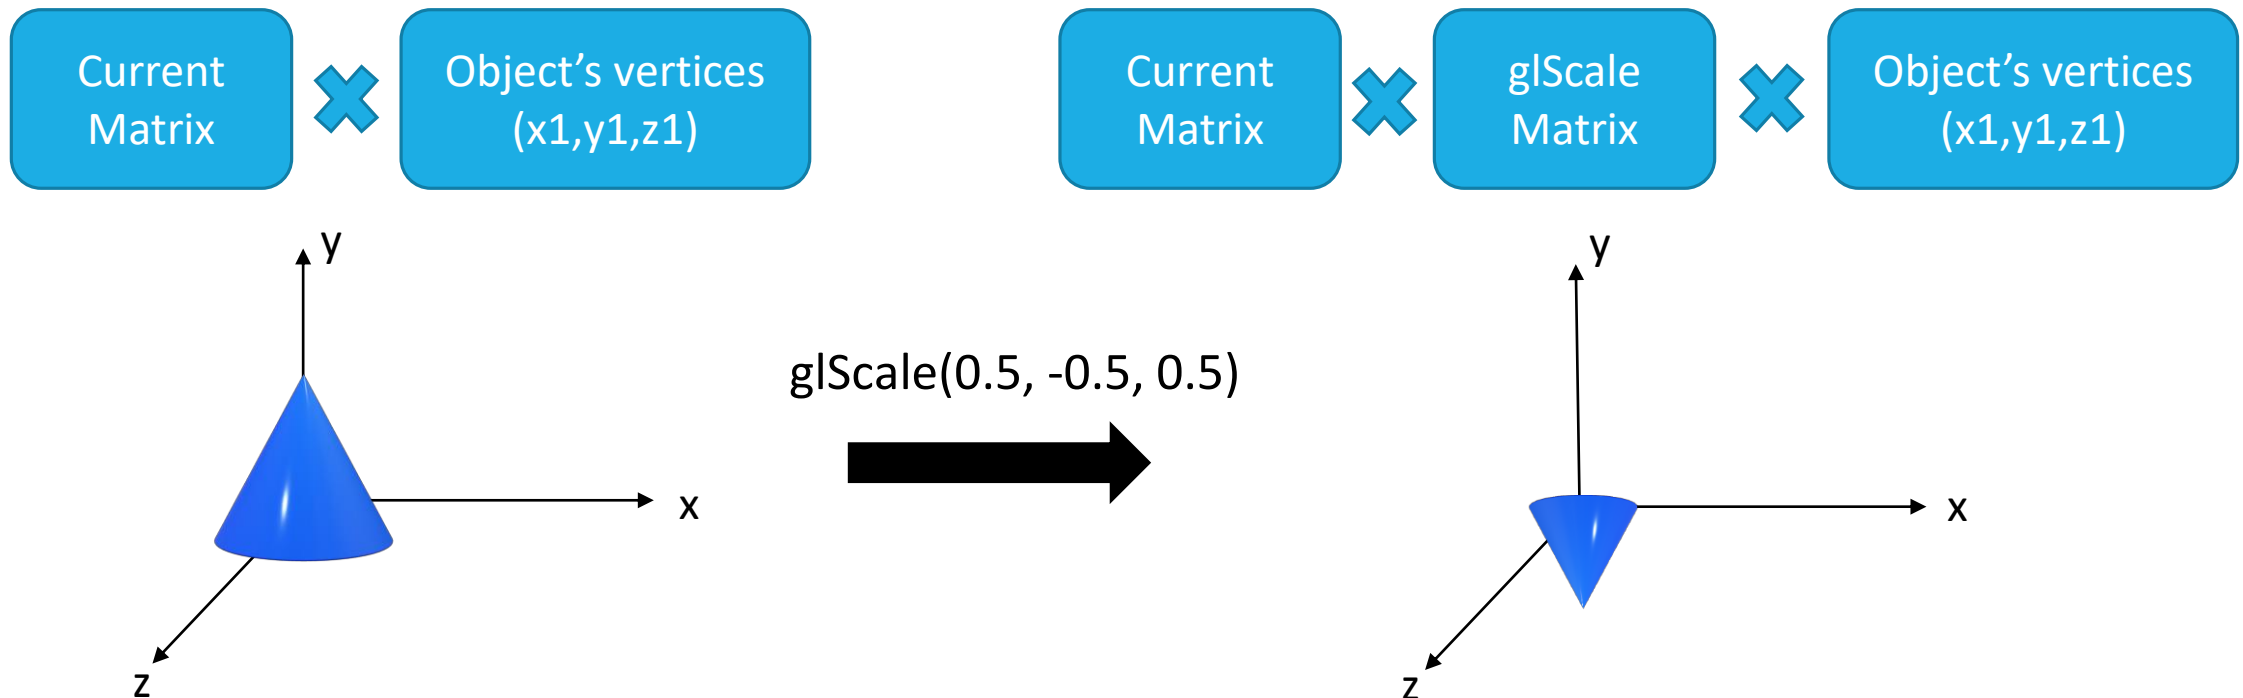 Current
Matrix
Object’s vertices
(x1,y1,z1)
Current
Matrix
glScale
Matrix
Object’s vertices
(x1,y1,z1)
y
x
z
glScale(0.5, -0.5, 0.5)
y
x
z